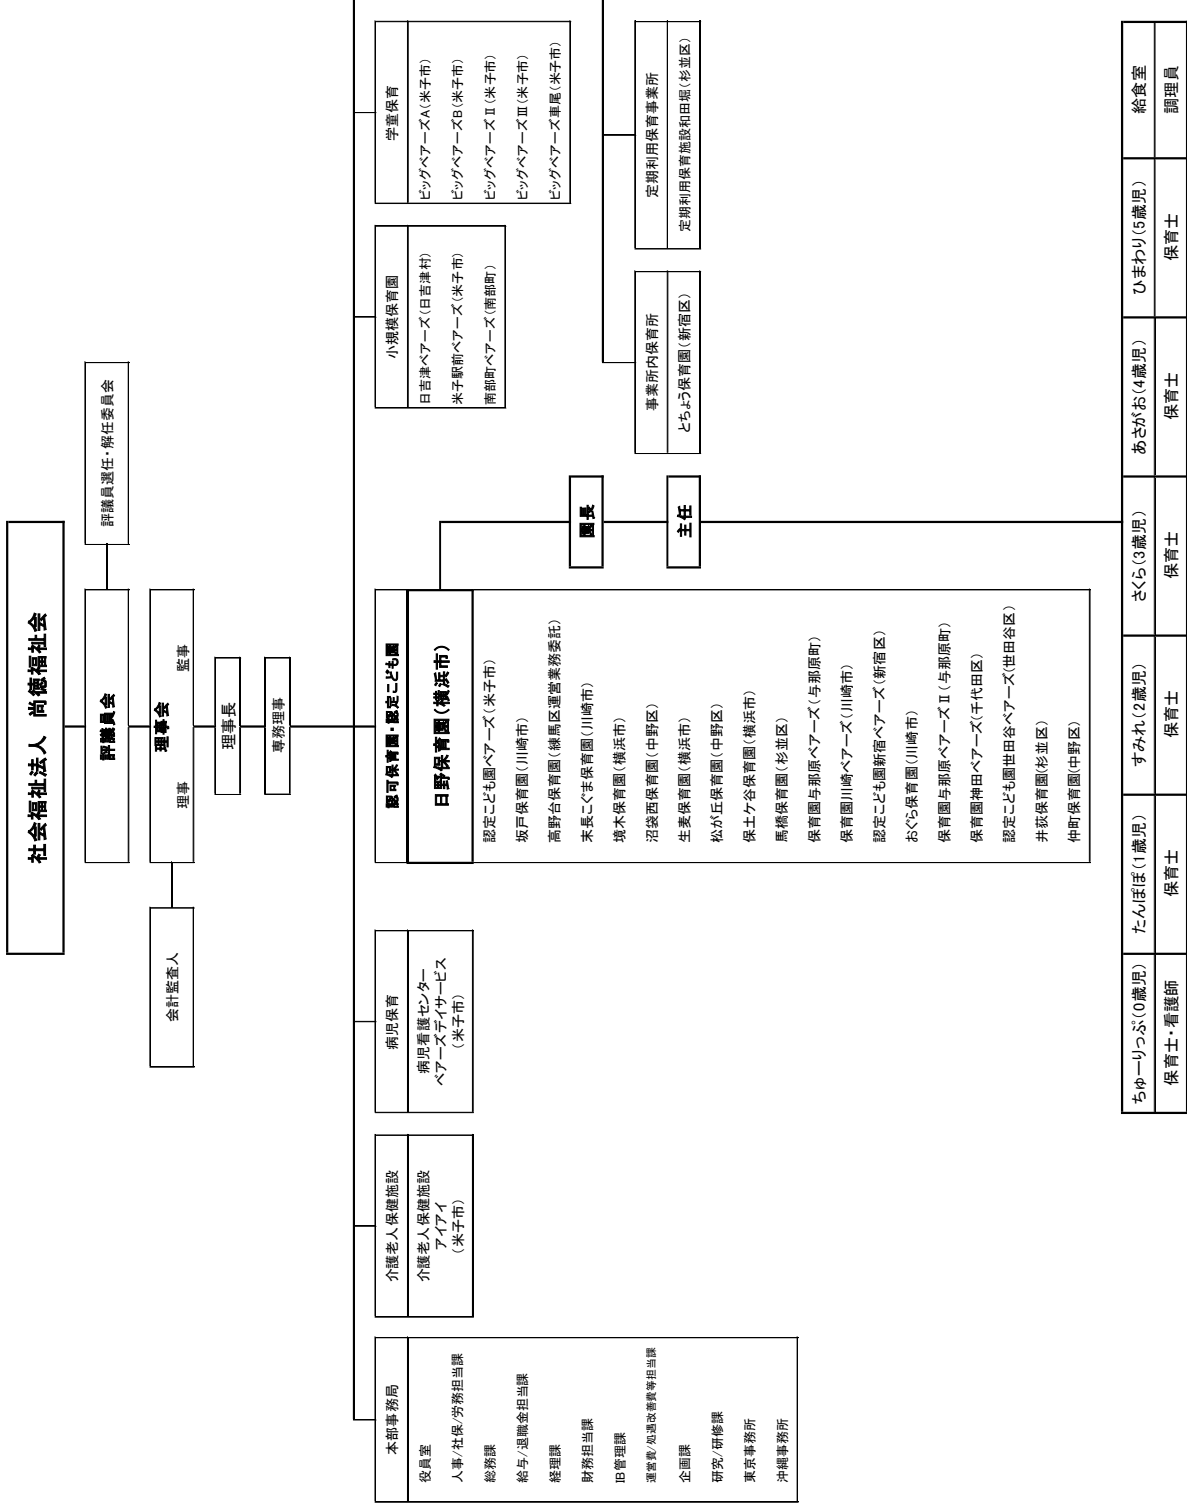 社会福祉法人 尚徳福祉会
評議員会
評議員選任・解任委員会
理事会
理事 監事
会計監査人
理事長
専務理事
本部事務局
役員室
人事/社保/労務担当課
総務課
給与/退職金担当課
経理課
財務担当課
IB管理課
運営費/処遇改善費等担当課
企画課
研究/研修課
東京事務所
沖縄事務所
介護老人保健施設
介護老人保健施設
アイアイ
(米子市)
病児保育
病児看護センター
ベアーズデイサービス
(米子市)
認可保育園・認定こども園
日野保育園(横浜市)
認定こども園ベアーズ(米子市)
坂戸保育園(川崎市)
高野台保育園(練馬区運営業務委託)
末長こぐま保育園(川崎市)
境木保育園(横浜市)
沼袋西保育園(中野区)
生麦保育園(横浜市)
松が丘保育園(中野区)
保土ケ谷保育園(横浜市)
馬橋保育園(杉並区)
保育園与那原ベアーズ(与那原町)
保育園川崎ベアーズ(川崎市)
認定こども園新宿ベアーズ(新宿区)
おぐら保育園(川崎市)
保育園与那原ベアーズⅡ(与那原町)
保育園神田ベアーズ(千代田区)
認定こども園世田谷ベアーズ(世田谷区)
井荻保育園(杉並区)
仲町保育園(中野区)
小規模保育園
日吉津ベアーズ(日吉津村)
米子駅前ベアーズ(米子市)
南部町ベアーズ(南部町)
学童保育
ビッグベアーズA(米子市)
ビッグベアーズB(米子市)
ビッグベアーズⅡ(米子市)
ビッグベアーズⅢ(米子市)
ビッグベアーズ車尾(米子市)
事業所内保育所
とちょう保育園(新宿区)
定期利用保育事業所
定期利用保育施設和田堀(杉並区)
園長
主任
ちゅーりっぷ(0歳児) たんぽぽ(1歳児) すみれ(2歳児) さくら(3歳児) あさがお(4歳児) ひまわり(5歳児) 給食室
保育士・看護師 保育士 保育士 保育士 保育士 保育士 調理員